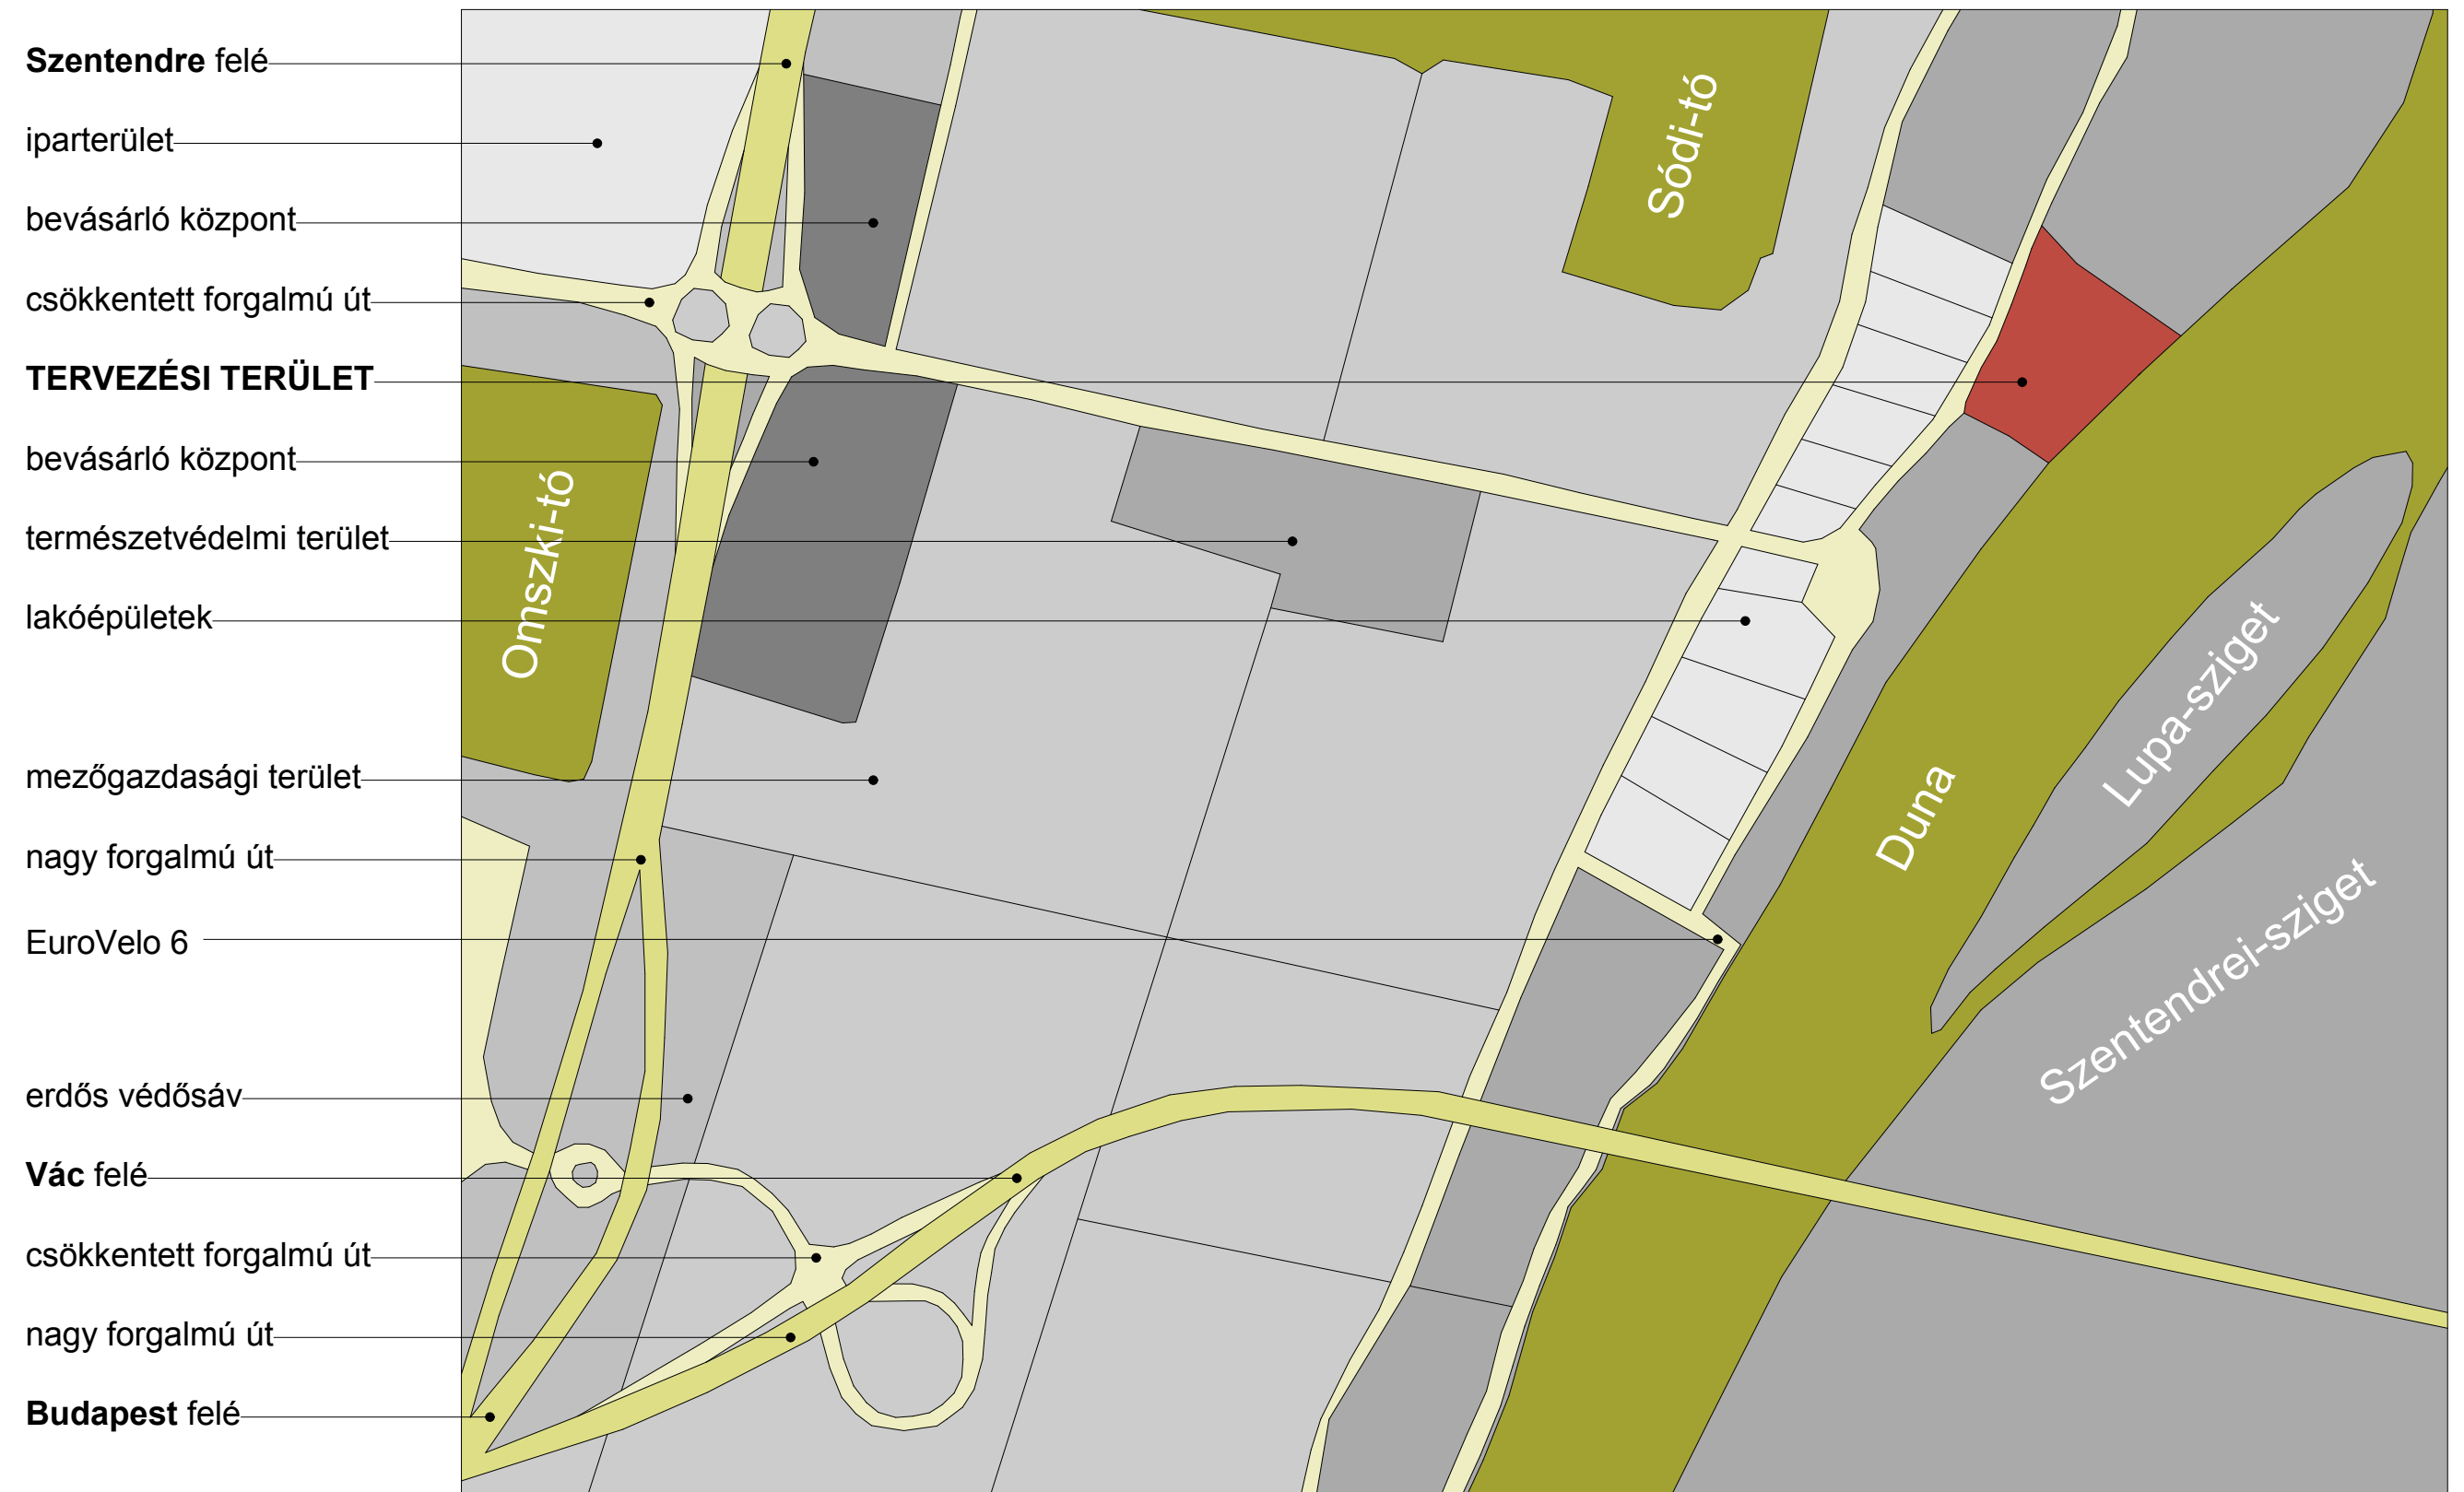 Szentendre felé
iparterület
bevásárló központ
csökkentett forgalmú út
TERVEZÉSI TERÜLET
bevásárló központ
természetvédelmi terület
lakóépületek
mezőgazdasági terület
nagy forgalmú út
EuroVelo 6
erdős védősáv
Vác felé
csökkentett forgalmú út
nagy forgalmú út
Budapest felé
Omszki-tó
Sódi-tó
Duna
Lupa-sziget
Szentendrei-sziget